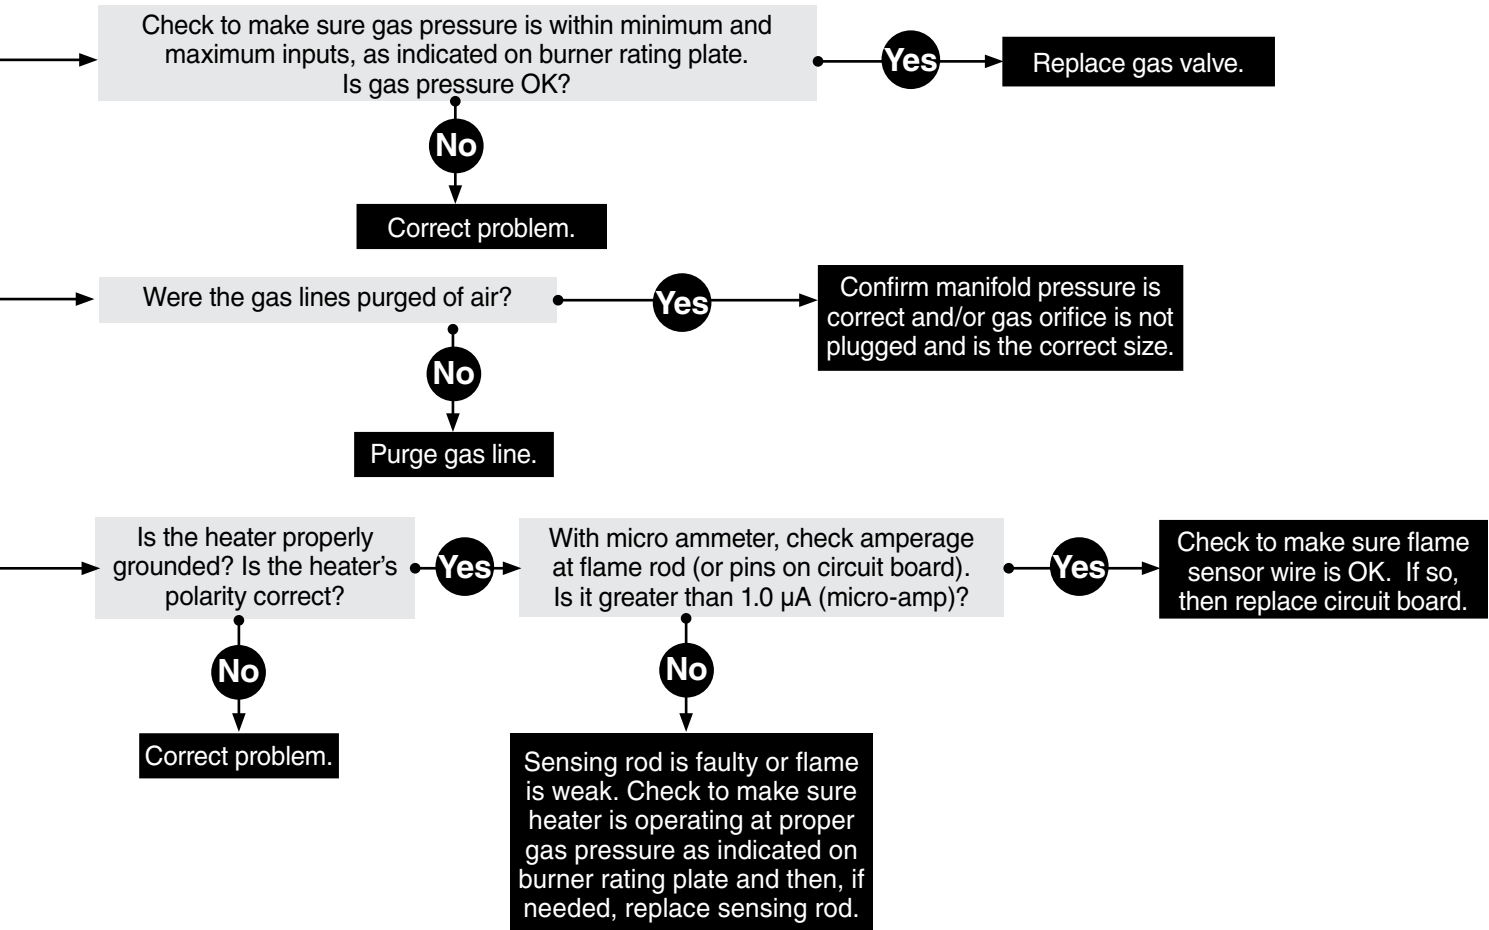 Check to make sure gas pressure is within minimum and
maximum inputs, as indicated on burner rating plate.
Is gas pressure OK?
Yes
Replace gas valve.
No
Correct problem.
Were the gas lines purged of air?
Yes
Confirm manifold pressure is
correct and/or gas orifice is not
plugged and is the correct size.
No
Purge gas line.
Is the heater properly
grounded? Is the heater's
polarity correct?
Yes
With micro ammeter, check amperage
at flame rod (or pins on circuit board).
Is it greater than 1.0 µA (micro-amp)?
Yes
Check to make sure flame
sensor wire is OK.  If so,
then replace circuit board.
No
Correct problem.
No
Sensing rod is faulty or flame
is weak. Check to make sure
heater is operating at proper
gas pressure as indicated on
burner rating plate and then, if
needed, replace sensing rod.